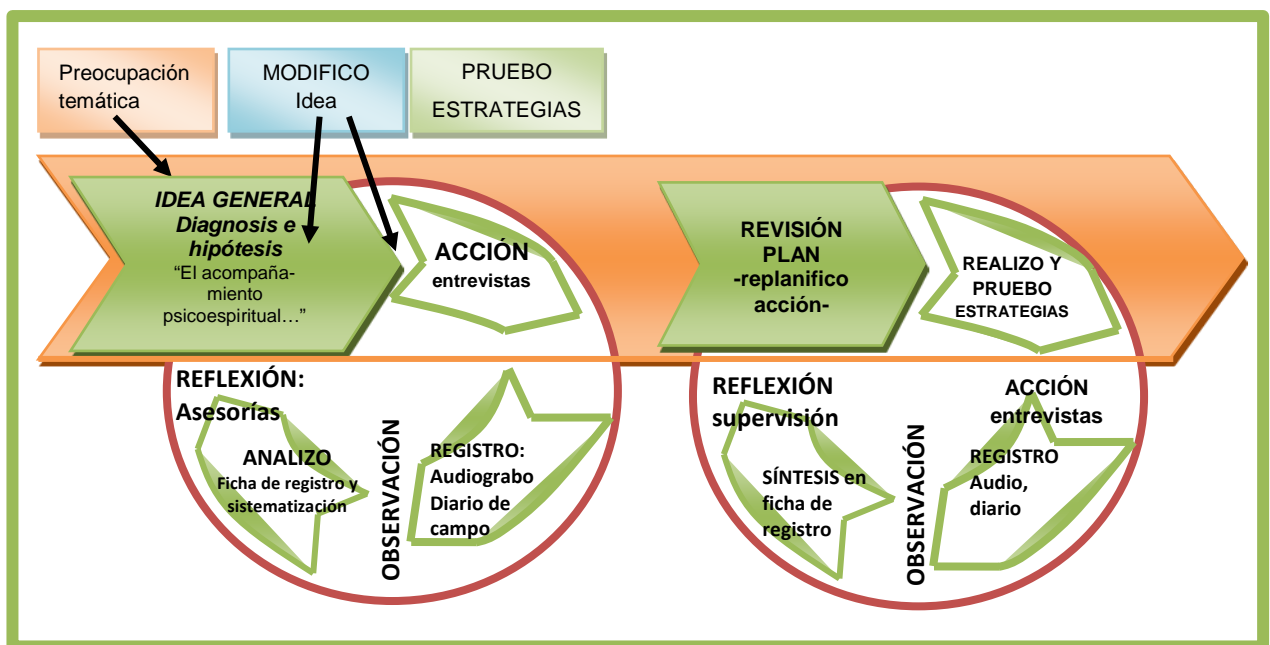 Preocupación
temática
MODIFICO
Idea
PRUEBO
ESTRATEGIAS
IDEA GENERAL
Diagnosis e
hipótesis
“El acompaña-
miento
psicoespiritual…”
ACCIÓN
entrevistas
REFLEXIÓN:
Asesorías
ANALIZO
Ficha de registro y
sistematización
OBSERVACIÓN
REGISTRO:
Audiograbo
Diario de
campo
REVISIÓN
PLAN
-replanifico
acción-
REALIZO Y
PRUEBO
ESTRATEGIAS
REFLEXIÓN
supervisión
SÍNTESIS en
ficha de
registro
OBSERVACIÓN
ACCIÓN
entrevistas
REGISTRO
Audio,
diario